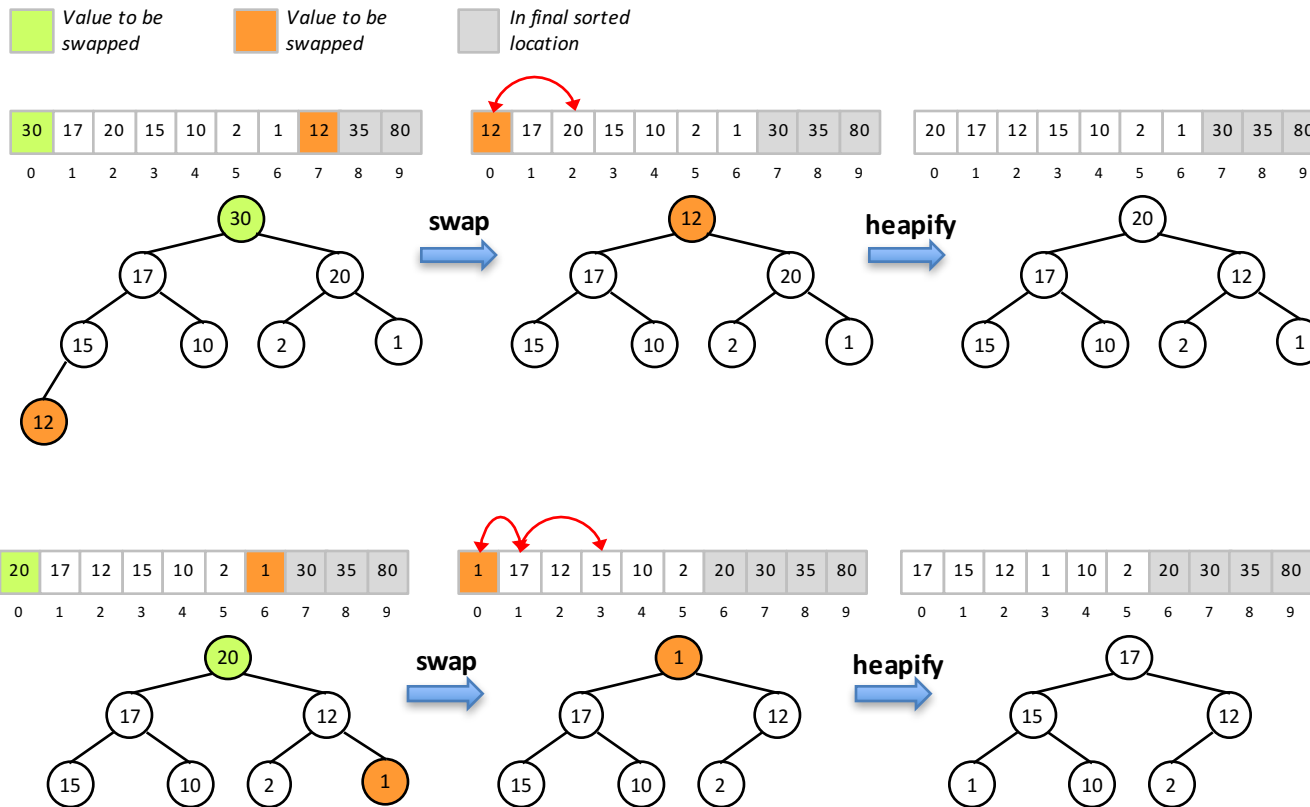 Value to be
swapped
Value to be
swapped
In final sorted
location
30 17 20 15 10 2 1 12 35 80
0 1 2 3 4 5 6 7 8 9
12 17 20 15 10 2 1 30 35 80
0 1 2 3 4 5 6 7 8 9
20 17 12 15 10 2 1 30 35 80
0 1 2 3 4 5 6 7 8 9
30
17 20
15 10 2 1
12
swap
12
17 20
15 10 2 1
heapify
20
17 12
15 10 2 1
20 17 12 15 10 2 1 30 35 80
0 1 2 3 4 5 6 7 8 9
1 17 12 15 10 2 20 30 35 80
0 1 2 3 4 5 6 7 8 9
17 15 12 1 10 2 20 30 35 80
0 1 2 3 4 5 6 7 8 9
20
17 12
15 10 2 1
swap
1
17 12
15 10 2
heapify
17
15 12
1 10 2